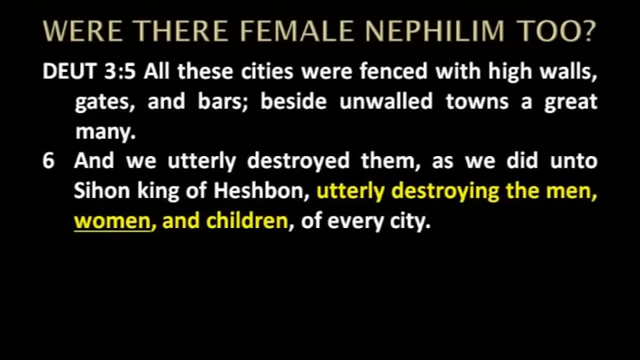 WERE THERE FEMALE NEPHILIM TOO?
DEUT 3:5 All these cities were fenced with high walls,
gates, and bars; beside unwalled towns a great
many.
6 And we utterly destroyed them, as we did unto
Sihon king of Heshbon, utterly destroying the men,
women, and children, of every city.